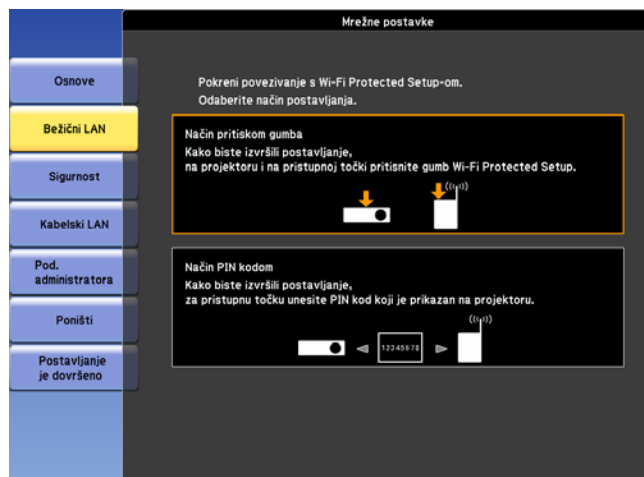 Mrežne postavke
Osnove
Bežični LAN
Sigurnost
Kabelski LAN
Pod.
administratora
Poništi
Postavljanje
je dovršeno
Pokreni povezivanje s Wi-Fi Protected Setup-om.
Odaberite način postavljanja.
Način pritiskom gumba
Kako biste izvršili postavljanje,
na projektoru i na pristupnoj točki pritisnite gumb Wi-Fi Protected Setup.
Način PIN kodom
Kako biste izvršili postavljanje,
za pristupnu točku unesite PIN kod koji je prikazan na projektoru.
12345678